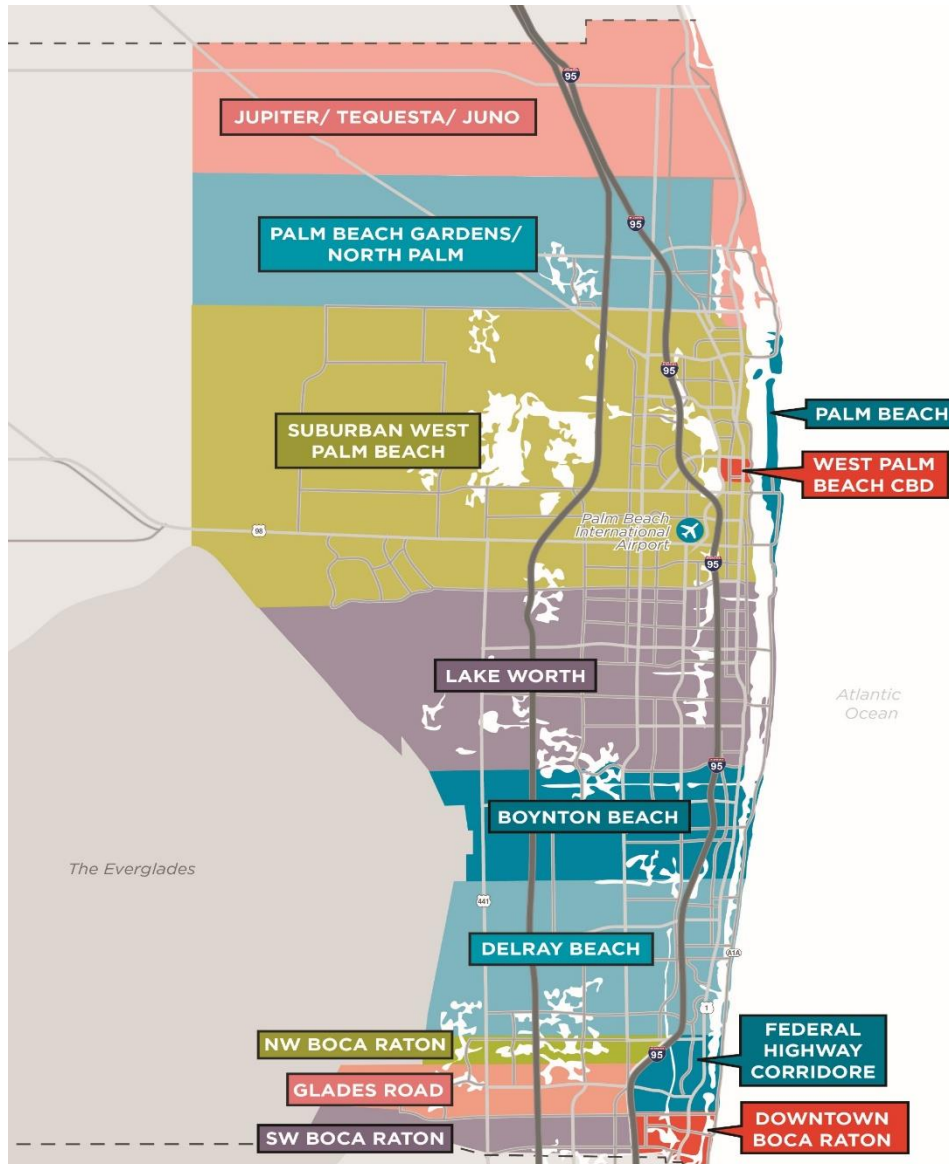 95
JUPITER/ TEQUESTA/ JUNO
PALM BEACH GARDENS/
NORTH PALM
95
95
PALM BEACH
SUBURBAN WEST
PALM BEACH
WEST PALM
BEACH CBD
98
Palm Beach
International
Airport
95
LAKE WORTH
Atlantic
Ocean
95
BOYNTON BEACH
The Everglades
441
DELRAY BEACH
A1A
1
NW BOCA RATON
95
FEDERAL
HIGHWAY
CORRIDORE
GLADES ROAD
SW BOCA RATON
DOWNTOWN
BOCA RATON